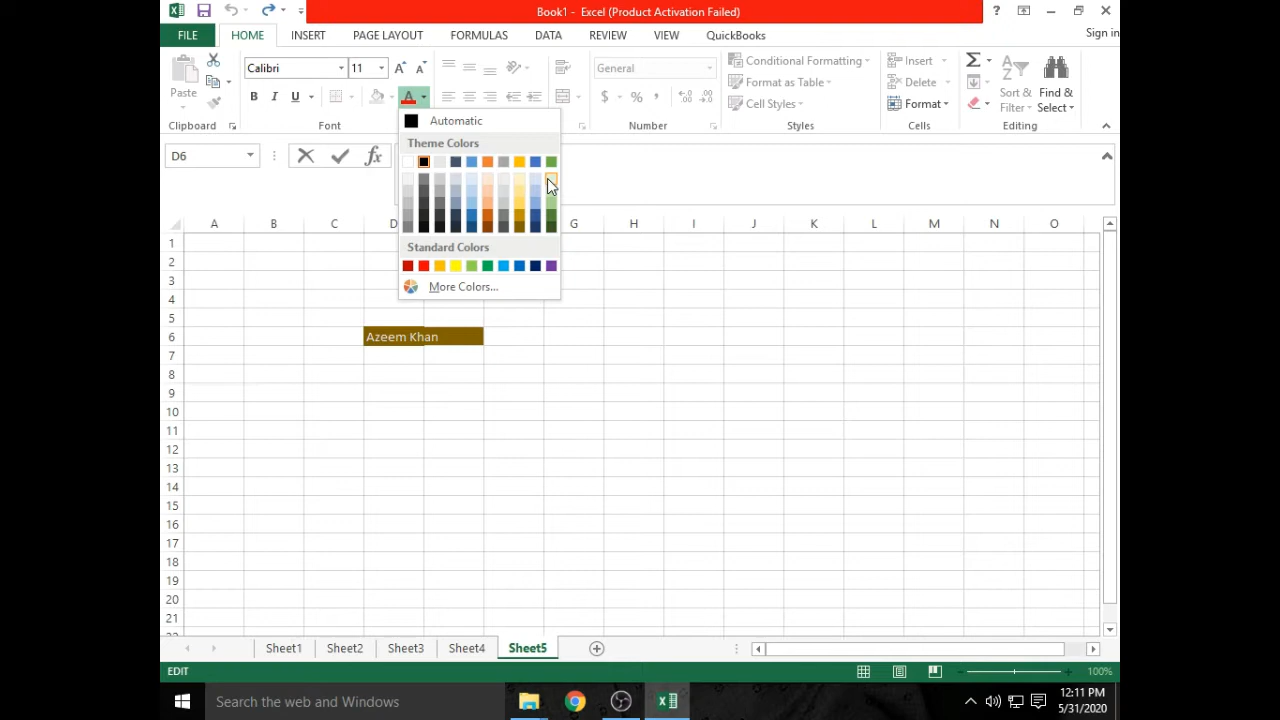 Book1 - Excel (Product Activation Failed)
FILE HOME INSERT PAGE LAYOUT FORMULAS DATA REVIEW VIEW QuickBooks Sign in
Calibri 11 General
Paste B I U A $ % , Conditional Formatting Format as Table Cell Styles Insert Delete Format Sort & Filter Find & Select
Clipboard Font Number Styles Cells Editing
Automatic
Theme Colors
Standard Colors
More Colors...
D6 fx
A B C D G H I J K L M N O
1
2
3
4
5
6 Azeem Khan
7
8
9
10
11
12
13
14
15
16
17
18
19
20
21
Sheet1 Sheet2 Sheet3 Sheet4 Sheet5
EDIT 100%
Search the web and Windows 12:11 PM
5/31/2020